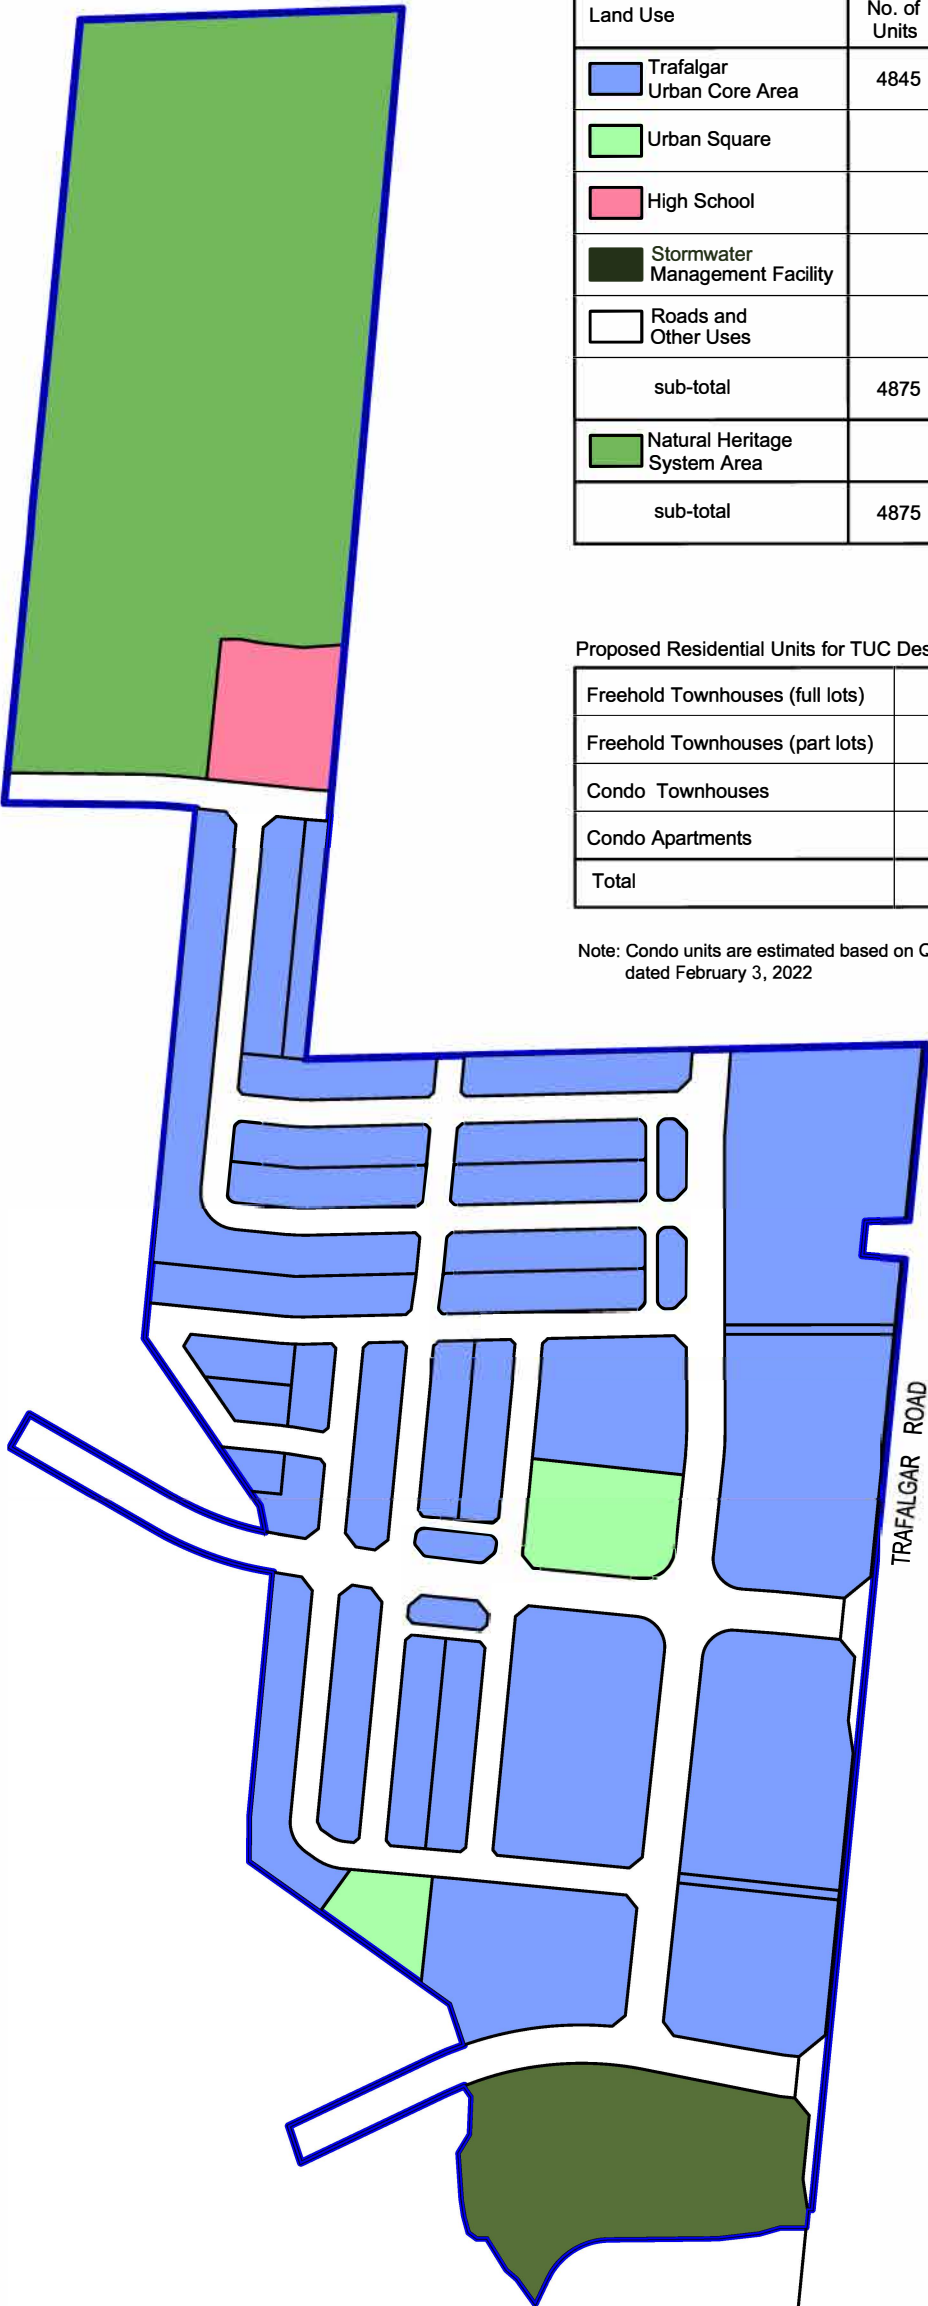 Land Use
No. of
Units
Trafalgar
Urban Core Area
4845
Urban Square
High School
Stormwater
Management Facility
Roads and
Other Uses
sub-total
4875
Natural Heritage
System Area
sub-total
4875
Proposed Residential Units for TUC Des
Freehold Townhouses (full lots)
Freehold Townhouses (part lots)
Condo Townhouses
Condo Apartments
Total
Note: Condo units are estimated based on Q
dated February 3, 2022
TRAFALGAR ROAD